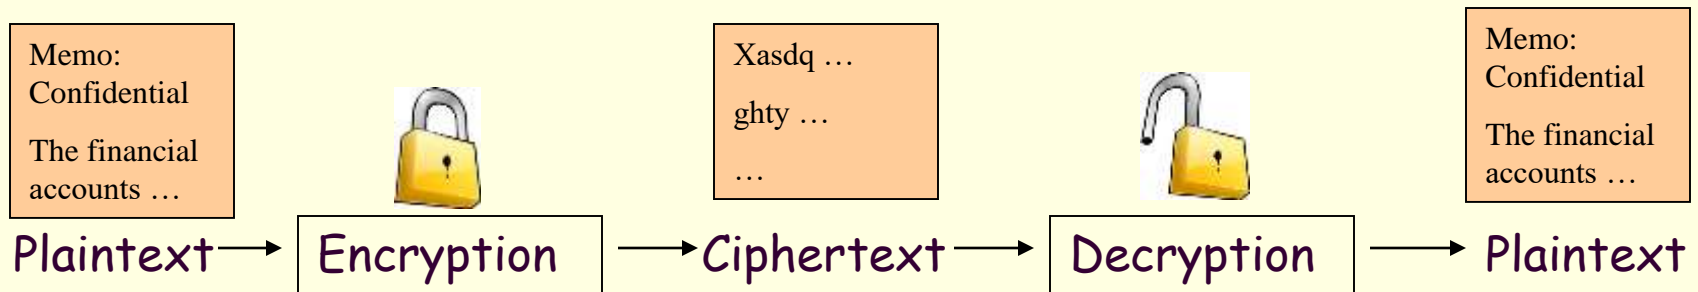 Memo:
Confidential
The financial
accounts …
Xasdq …
ghty …
…
Memo:
Confidential
The financial
accounts …
Plaintext
Encryption
Ciphertext
Decryption
Plaintext